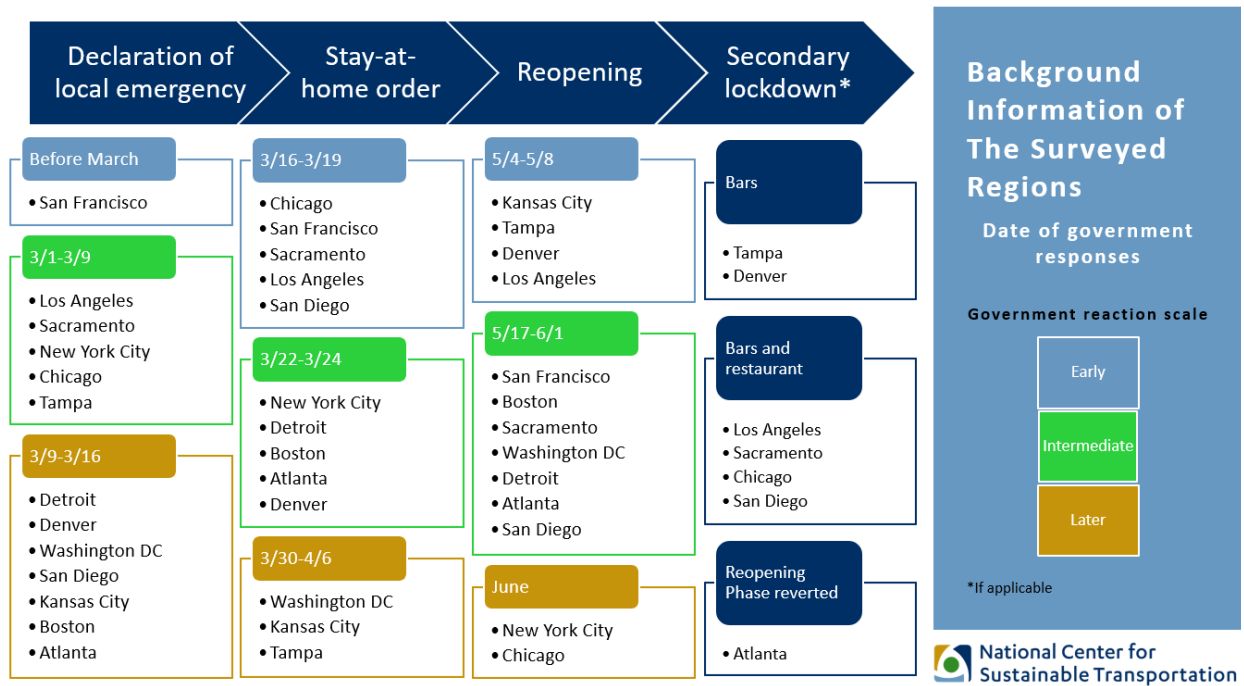 Declaration of
local emergency
Stay-at-
home order
Reopening
Secondary
lockdown*
Before March
• San Francisco
3/1-3/9
• Los Angeles
• Sacramento
• New York City
• Chicago
• Tampa
3/9-3/16
• Detroit
• Denver
• Washington DC
• San Diego
• Kansas City
• Boston
• Atlanta
3/16-3/19
• Chicago
• San Francisco
• Sacramento
• Los Angeles
• San Diego
3/22-3/24
• New York City
• Detroit
• Boston
• Atlanta
• Denver
3/30-4/6
• Washington DC
• Kansas City
• Tampa
5/4-5/8
• Kansas City
• Tampa
• Denver
• Los Angeles
5/17-6/1
• San Francisco
• Boston
• Sacramento
• Washington DC
• Detroit
• Atlanta
• San Diego
June
• New York City
• Chicago
Bars
• Tampa
• Denver
Bars and
restaurant
• Los Angeles
• Sacramento
• Chicago
• San Diego
Reopening
Phase reverted
• Atlanta
Background
Information of
The Surveyed
Regions
Date of government
responses
Government reaction scale
Early
Intermediate
Later
*If applicable
National Center for
Sustainable Transportation